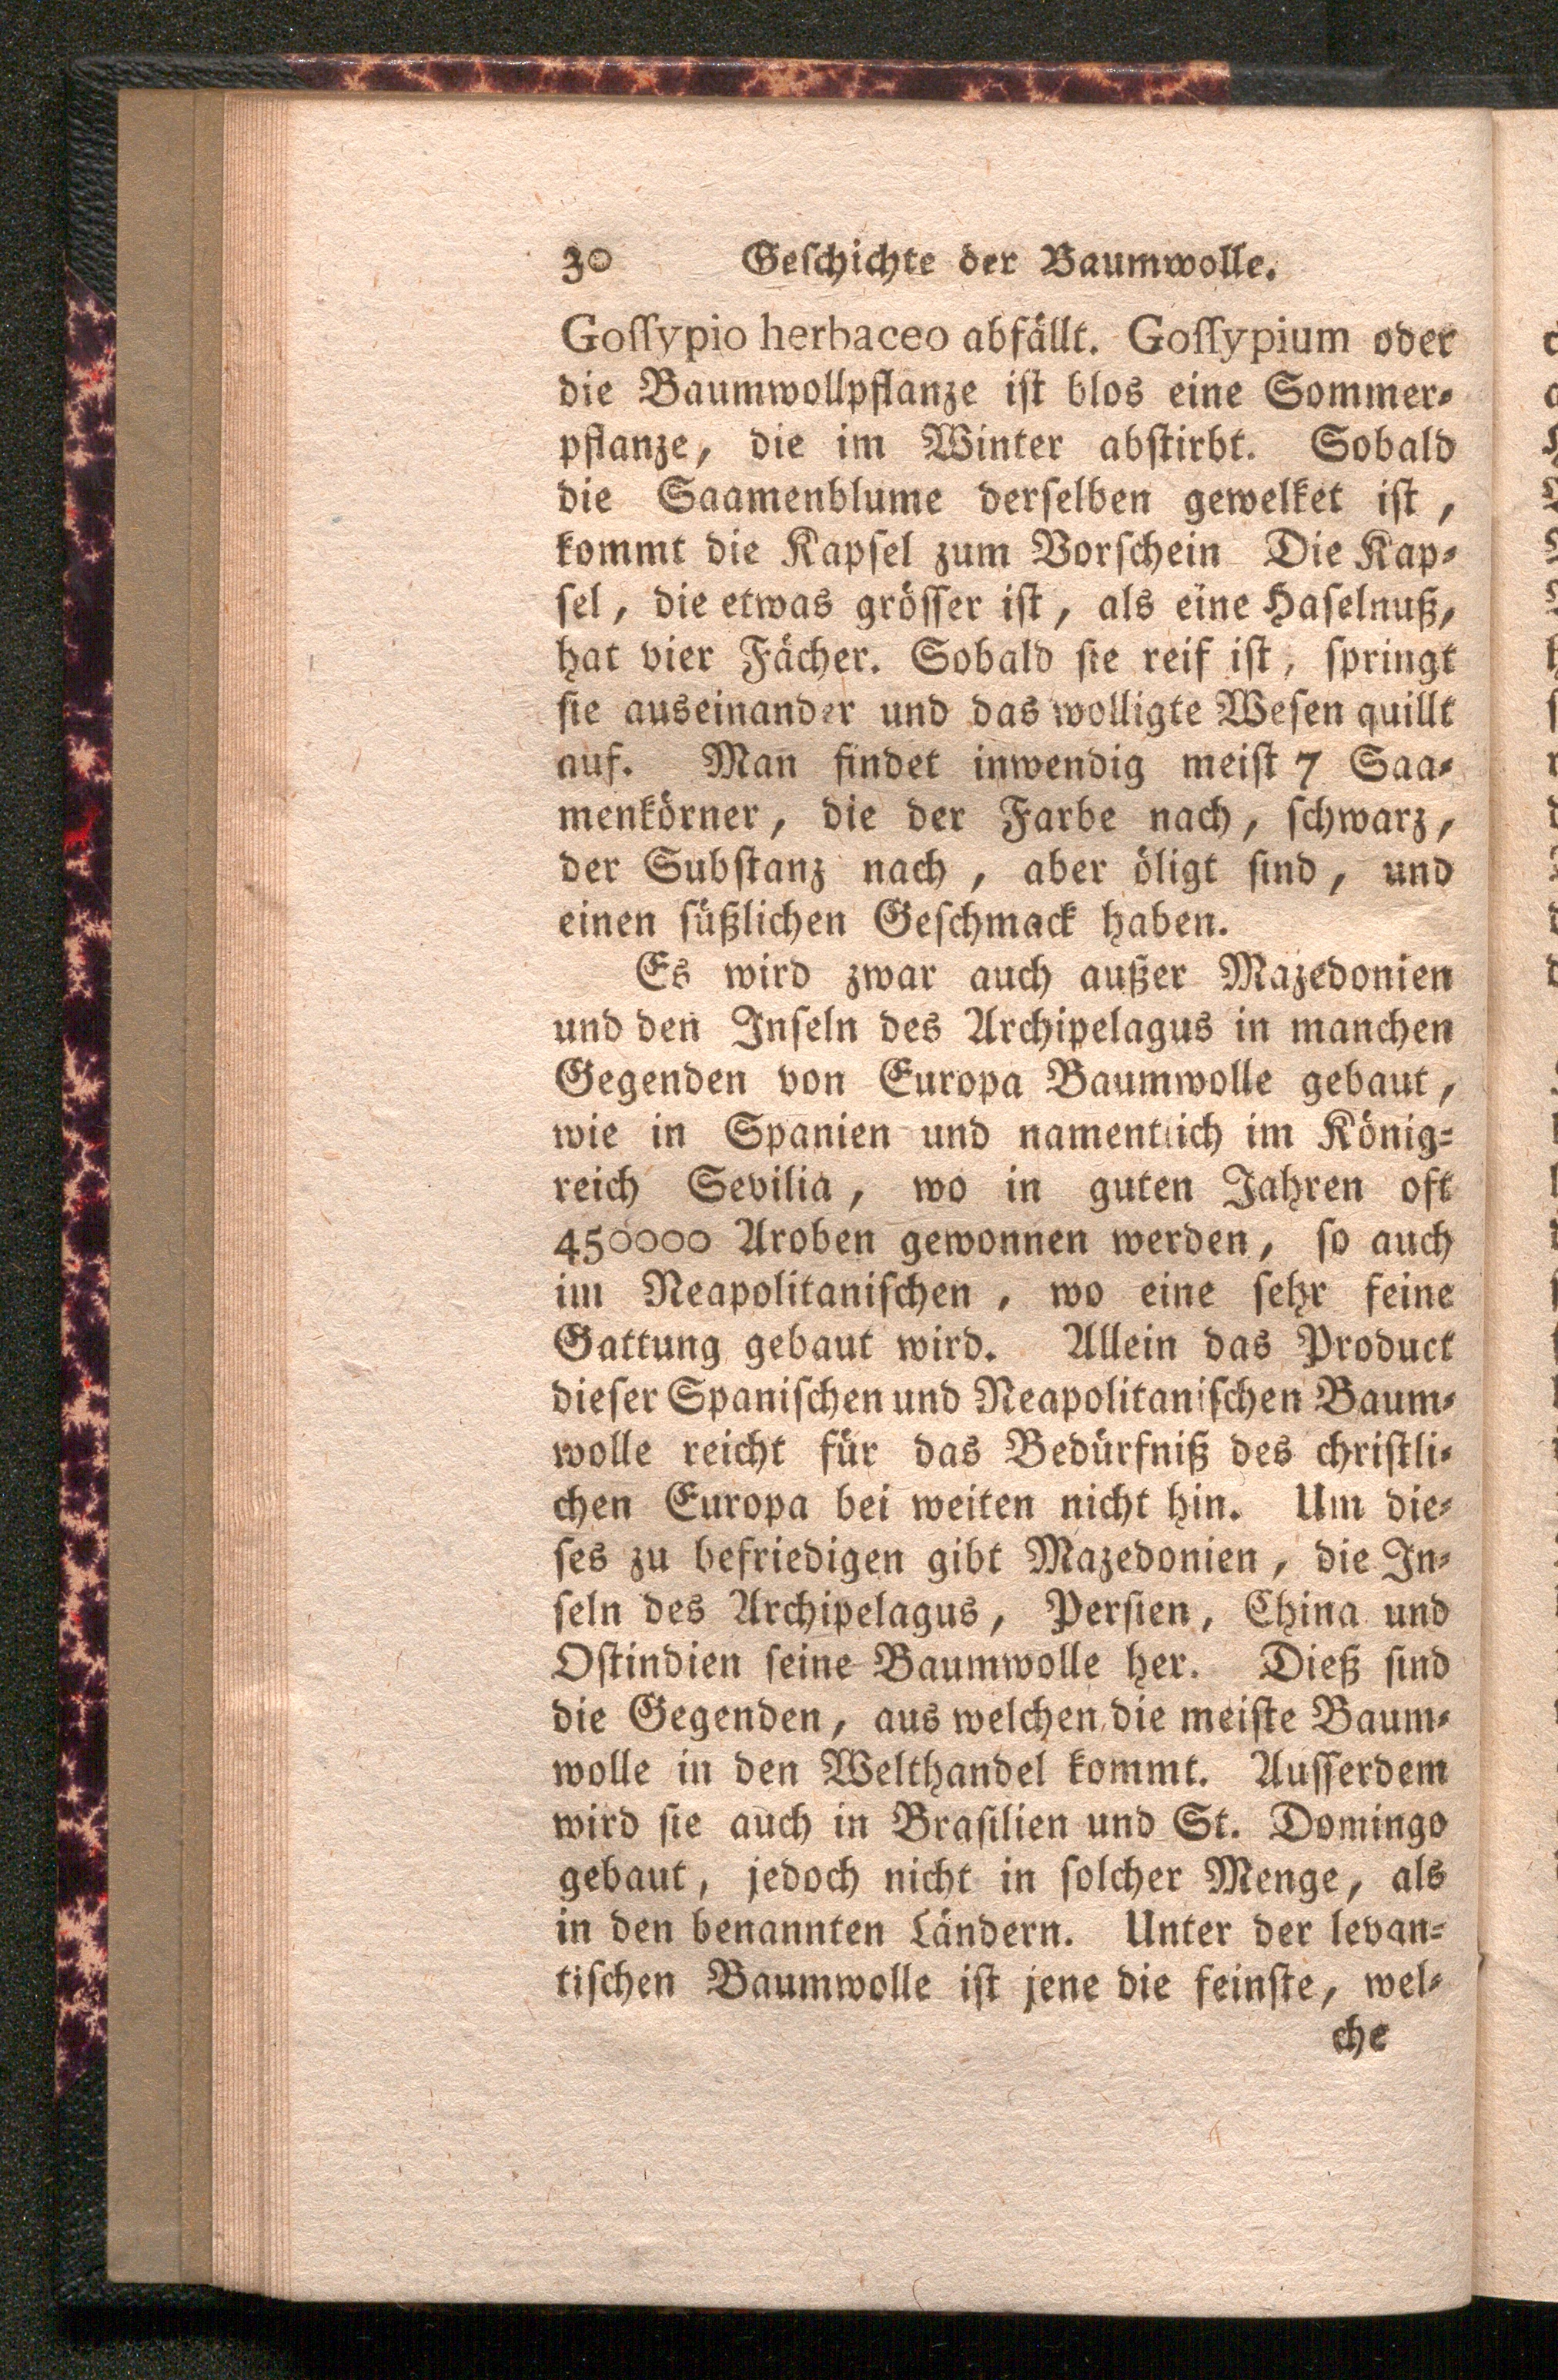 30 Geſchichte der Baumwolle.
Goſſypio herbaceo abfällt. Goſſypium oder
die Baumwollpflanze iſt blos eine Sommer⸗
pflanze, die im Winter abſtirbt. Sobald
die Saamenblume derſelben gewelket iſt,
kommt die Kapſel zum Vorſchein Die Kap⸗
ſel, die etwas gröſſer iſt, als eine Haſelnuß,
hat vier Fächer. Sobald ſie reif iſt, ſpringt
ſie auseinander und das wolligte Weſen quillt
auf. Man findet inwendig meiſt 7 Saa⸗
menkörner, die der Farbe nach, ſchwarz,
der Subſtanz nach, aber öligt ſind, und
einen ſüßlichen Geſchmack haben.
Es wird zwar auch außer Mazedonien
und den Inſeln des Archipelagus in manchen
Gegenden von Europa Baumwolle gebaut,
wie in Spanien und namentlich im König⸗
reich Sevilia, wo in guten Jahren oft
450000 Aroben gewonnen werden, ſo auch
im Neapolitaniſchen, wo eine ſehr feine
Gattung gebaut wird. Allein das Product
dieſer Spaniſchen und Neapolitaniſchen Baum⸗
wolle reicht für das Bedürfniß des chriſtli⸗
chen Europa bei weiten nicht hin. Um die⸗
ſes zu befriedigen gibt Mazedonien, die In⸗
ſeln des Archipelagus, Perſien, China und
Oſtindien ſeine Baumwolle her. Dieß ſind
die Gegenden, aus welchen die meiſte Baum⸗
wolle in den Welthandel kommt. Auſſerdem
wird ſie auch in Braſilien und St. Domingo
gebaut, jedoch nicht in ſolcher Menge, als
in den benannten Ländern. Unter der levan⸗
tiſchen Baumwolle iſt jene die feinſte, wel⸗
che